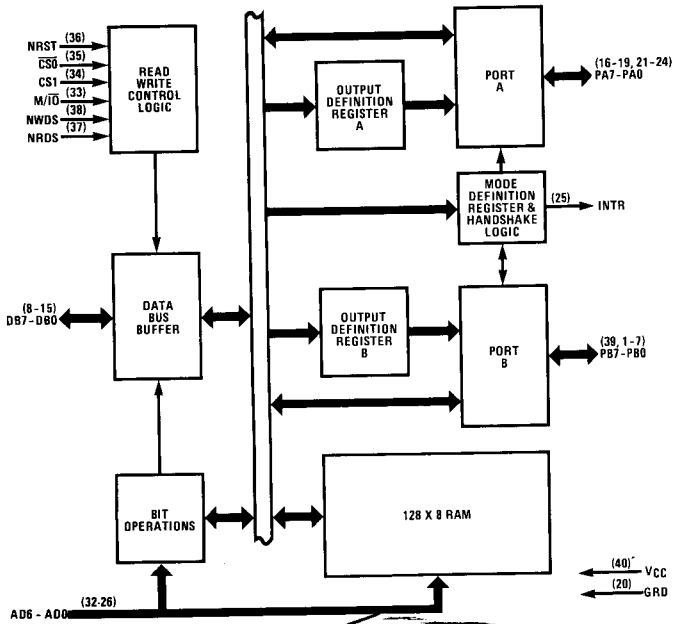 NRST (36)
C̅S̅0̅ (35)
CS1 (34)
M/I̅O̅ (33)
NWDS (38)
NRDS (37)
READ
WRITE
CONTROL
LOGIC
OUTPUT
DEFINITION
REGISTER
A
PORT
A
(16-19, 21-24)
PA7-PA0
MODE
DEFINITION
REGISTER &
HANDSHAKE
LOGIC
(25)
INTR
(8-15)
DB7-DB0
DATA
BUS
BUFFER
OUTPUT
DEFINITION
REGISTER
B
PORT
B
(39, 1-7)
PB7-PB0
BIT
OPERATIONS
128 X 8 RAM
(40)
VCC
(20)
GRD
AD6 - AD0 (32-26)